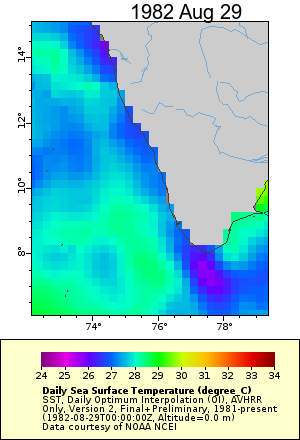 1982 Aug 29
14°
12°
10°
8°
74° 76° 78°
24 25 26 27 28 29 30 31 32 33 34
Daily Sea Surface Temperature (degree_C)
SST, Daily Optimum Interpolation (OI), AVHRR
Only, Version 2, Final+Preliminary, 1981-present
(1982-08-29T00:00:00Z, Altitude=0.0 m)
Data courtesy of NOAA NCEI